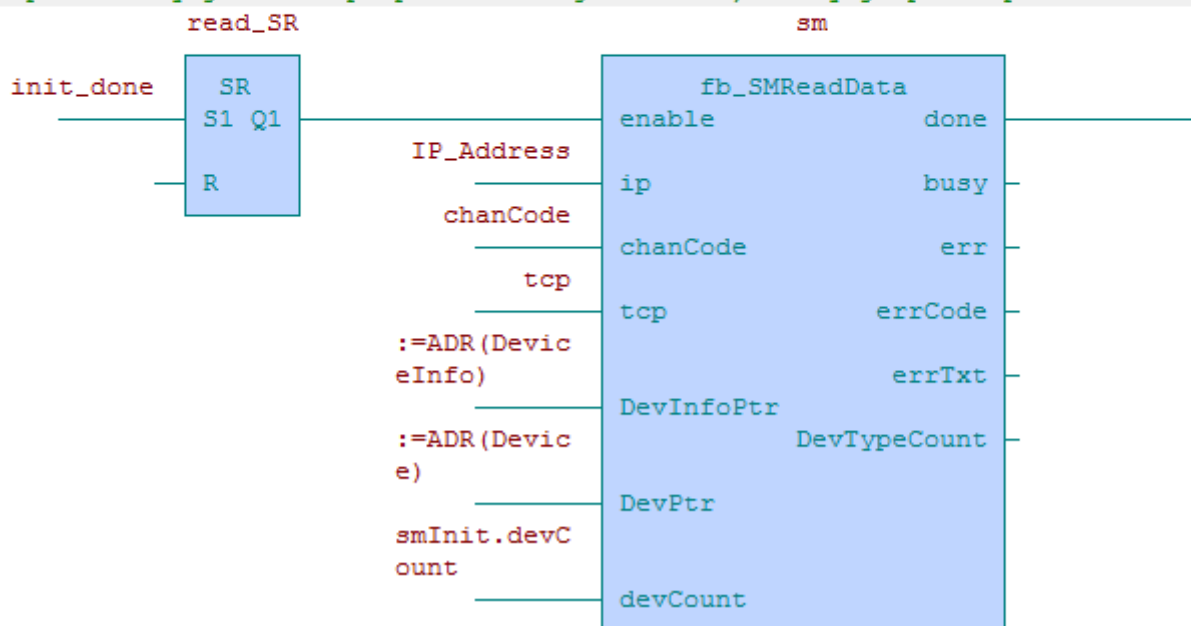 read_SR sm
init_done SR fb_SMReadData
S1 Q1 enable done
IP_Address
R ip busy
chanCode
chanCode err
tcp
tcp errCode
:=ADR(Devic
eInfo) errTxt
DevInfoPtr
:=ADR(Devic DevTypeCount
e)
DevPtr
smInit.devC
ount
devCount